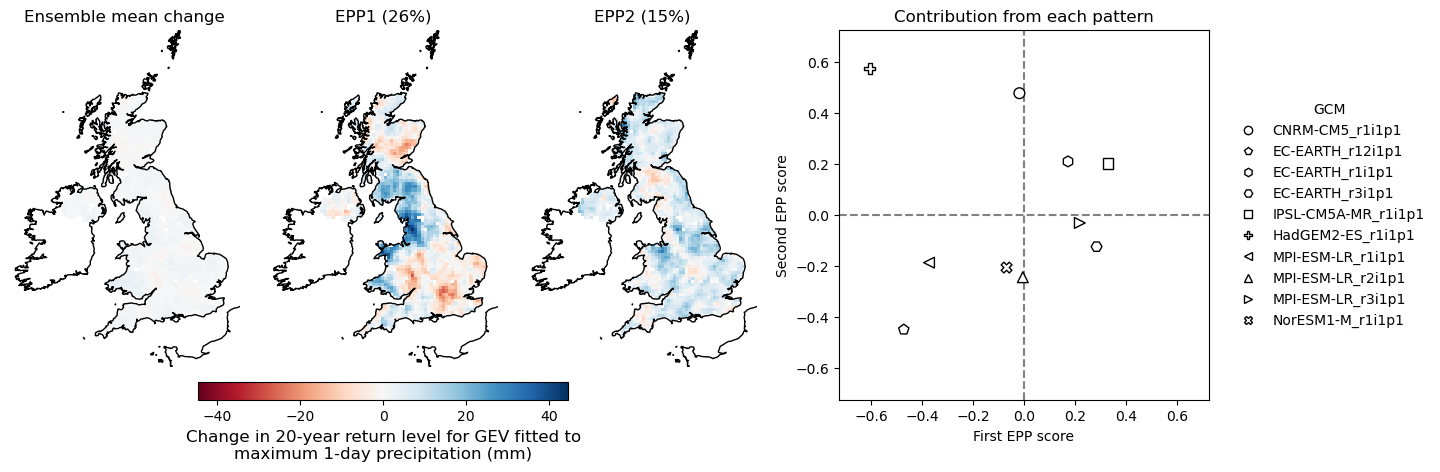 Ensemble mean change
EPP1 (26%)
EPP2 (15%)
−40 −20 0 20 40
Change in 20-year return level for GEV fitted to
maximum 1-day precipitation (mm)
Contribution from each pattern
Second EPP score
0.6
0.4
0.2
0.0
−0.2
−0.4
−0.6
−0.6 −0.4 −0.2 0.0 0.2 0.4 0.6
First EPP score
GCM
CNRM-CM5_r1i1p1
EC-EARTH_r12i1p1
EC-EARTH_r1i1p1
EC-EARTH_r3i1p1
IPSL-CM5A-MR_r1i1p1
HadGEM2-ES_r1i1p1
MPI-ESM-LR_r1i1p1
MPI-ESM-LR_r2i1p1
MPI-ESM-LR_r3i1p1
NorESM1-M_r1i1p1